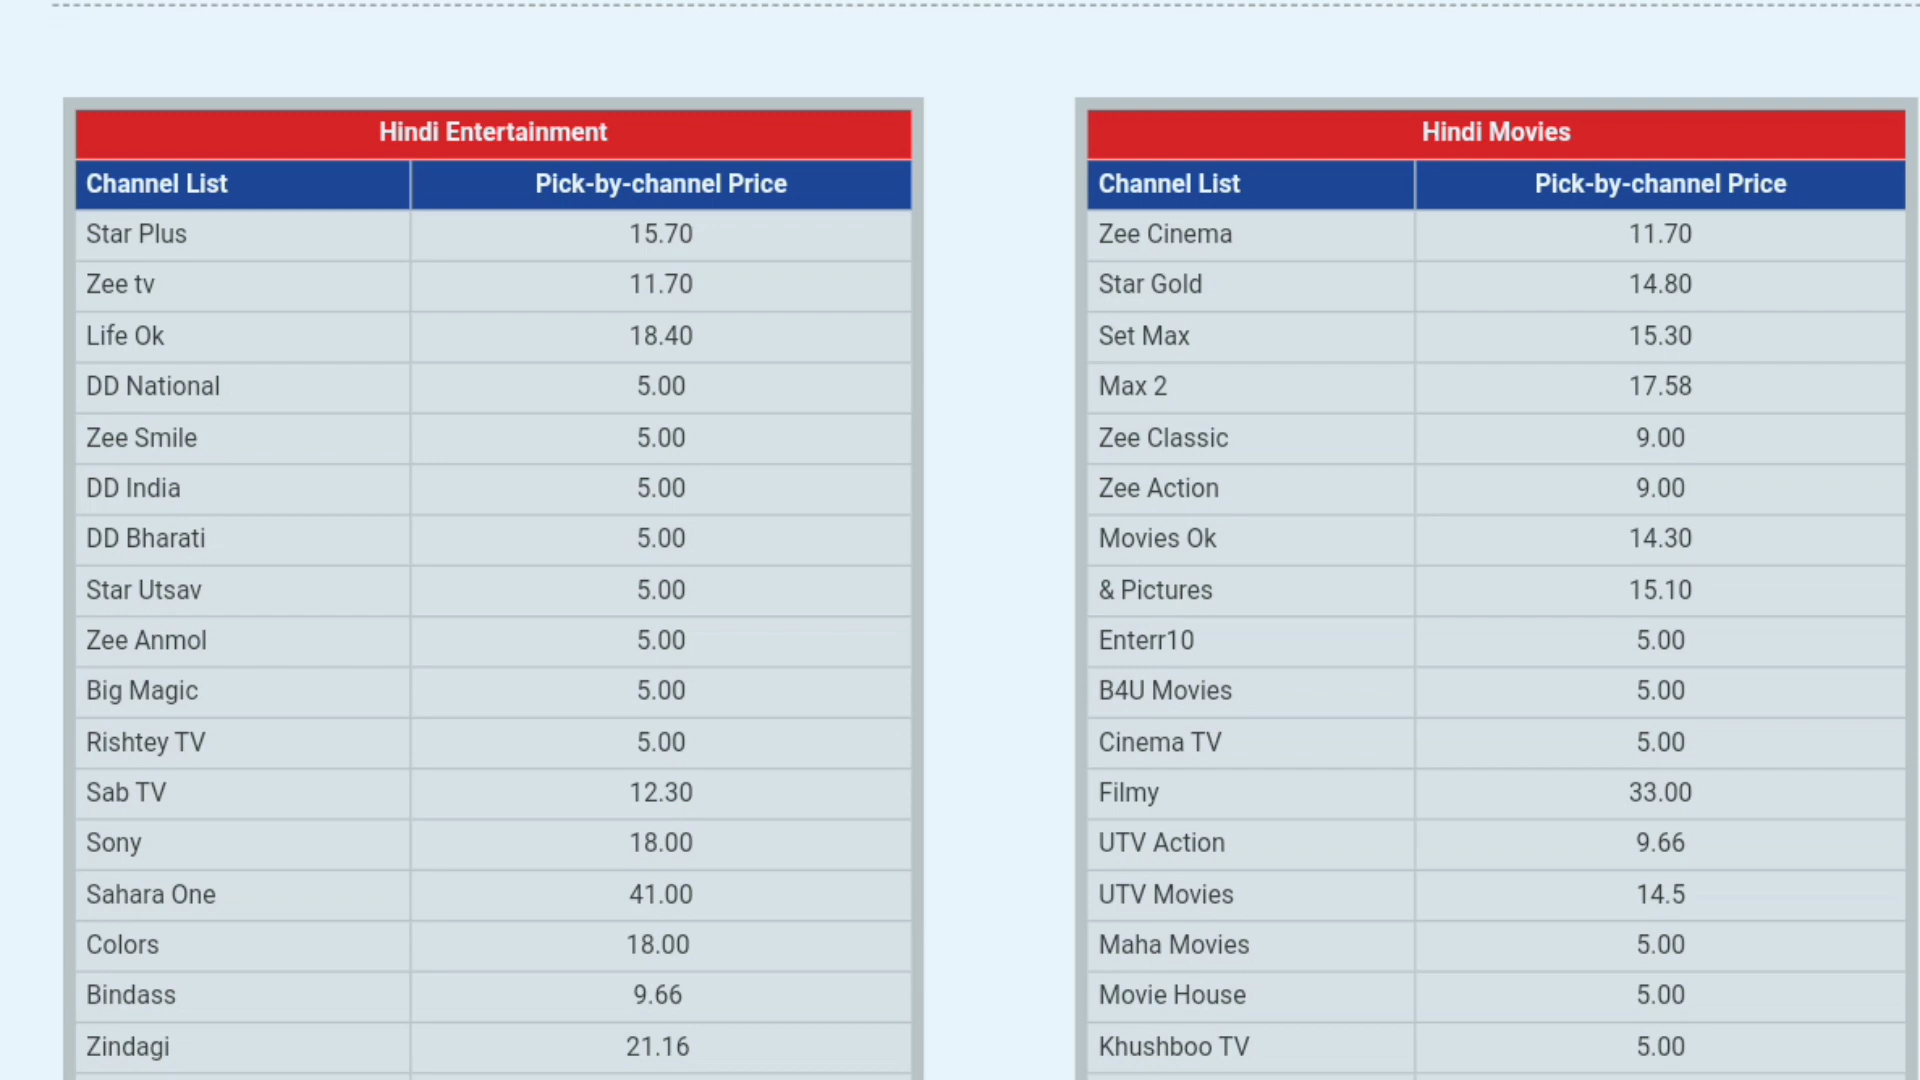 Hindi Entertainment
Channel List Pick-by-channel Price
Star Plus 15.70
Zee tv 11.70
Life Ok 18.40
DD National 5.00
Zee Smile 5.00
DD India 5.00
DD Bharati 5.00
Star Utsav 5.00
Zee Anmol 5.00
Big Magic 5.00
Rishtey TV 5.00
Sab TV 12.30
Sony 18.00
Sahara One 41.00
Colors 18.00
Bindass 9.66
Zindagi 21.16
Hindi Movies
Channel List Pick-by-channel Price
Zee Cinema 11.70
Star Gold 14.80
Set Max 15.30
Max 2 17.58
Zee Classic 9.00
Zee Action 9.00
Movies Ok 14.30
& Pictures 15.10
Enterr10 5.00
B4U Movies 5.00
Cinema TV 5.00
Filmy 33.00
UTV Action 9.66
UTV Movies 14.5
Maha Movies 5.00
Movie House 5.00
Khushboo TV 5.00